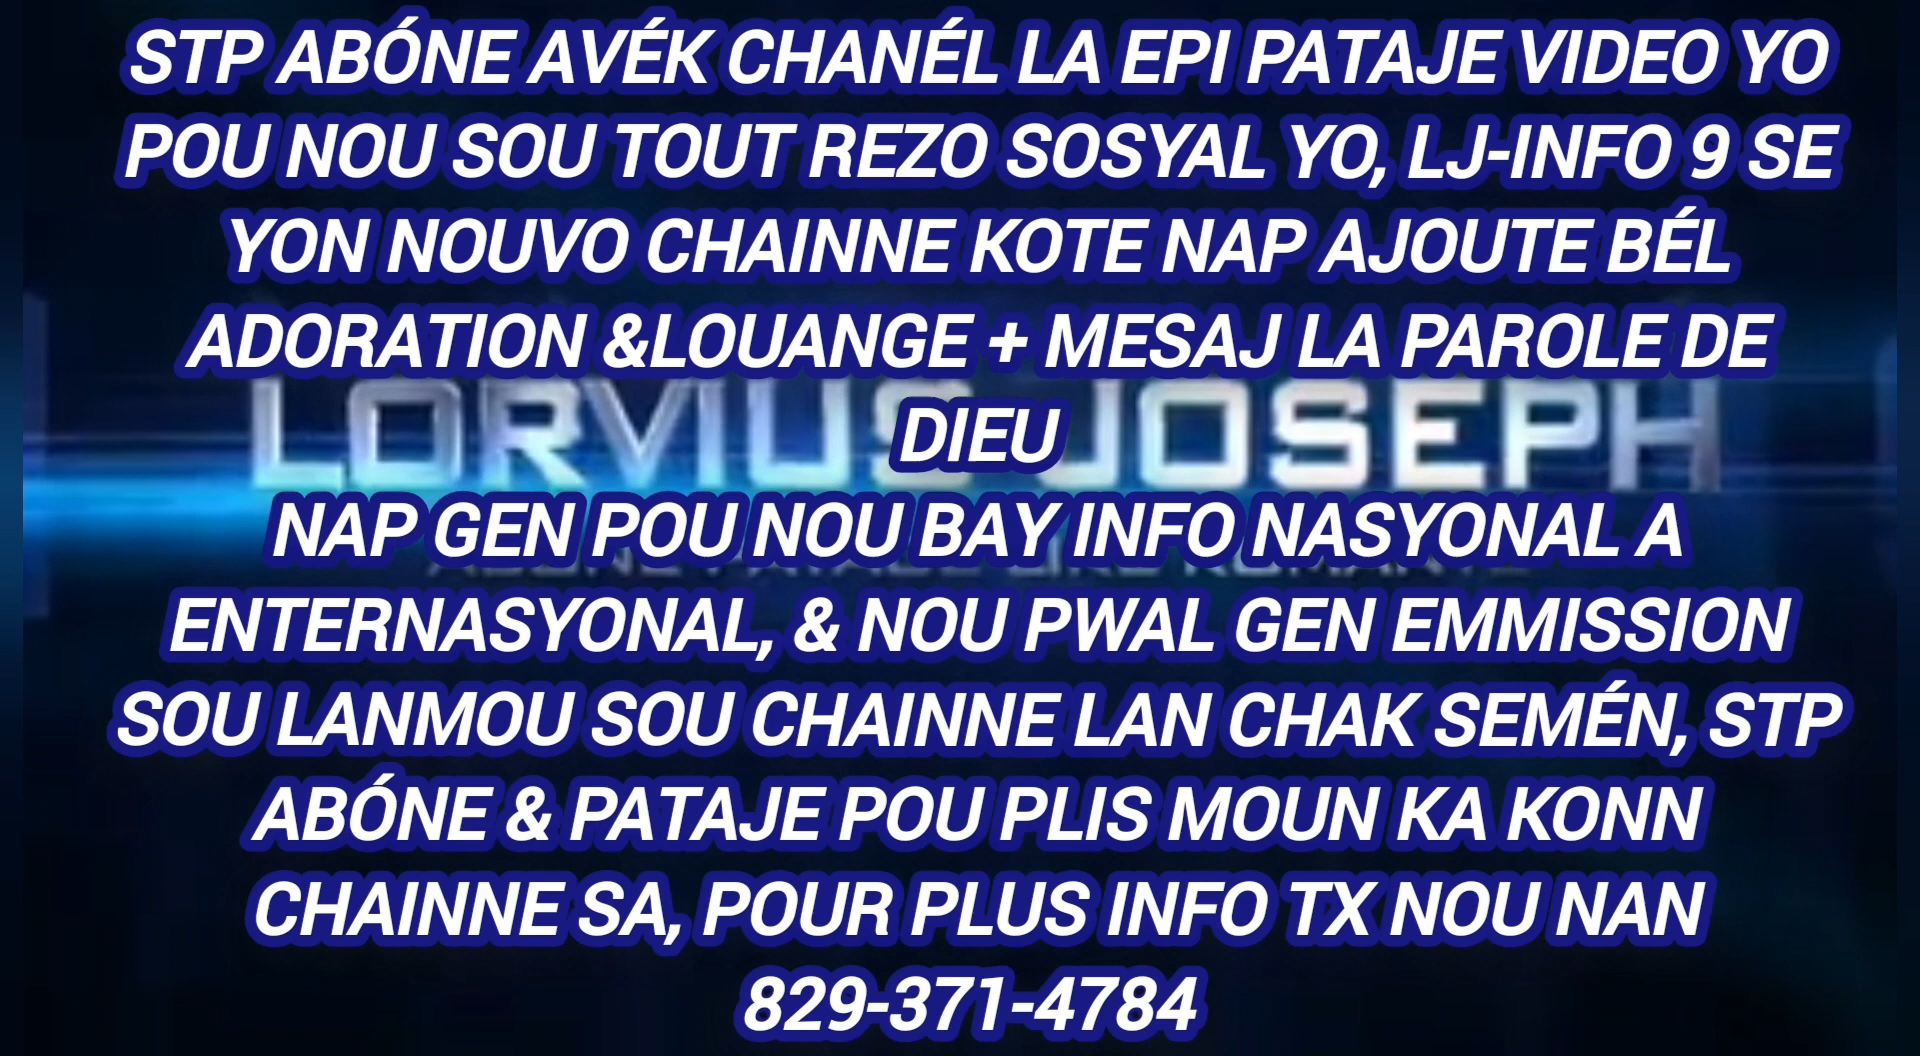 STP ABÓNE AVÉK CHANÉL LA EPI PATAJE VIDEO YO
POU NOU SOU TOUT REZO SOSYAL YO, LJ-INFO 9 SE
YON NOUVO CHAINNE KOTE NAP AJOUTE BÉL
ADORATION &LOUANGE + MESAJ LA PAROLE DE
DIEU
LORVIUS JOSEPH
NAP GEN POU NOU BAY INFO NASYONAL A
ENTERNASYONAL, & NOU PWAL GEN EMMISSION
SOU LANMOU SOU CHAINNE LAN CHAK SEMÉN, STP
ABÓNE & PATAJE POU PLIS MOUN KA KONN
CHAINNE SA, POUR PLUS INFO TX NOU NAN
829-371-4784